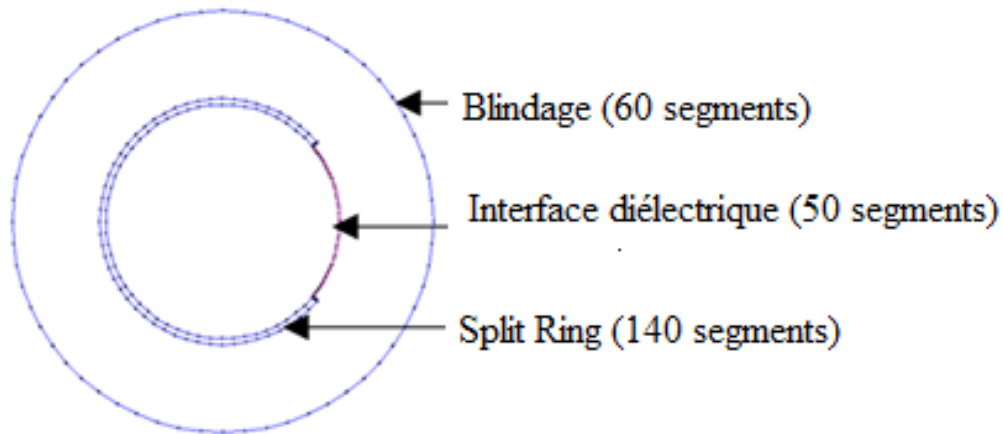 Blindage (60 segments)
Interface diélectrique (50 segments)
Split Ring (140 segments)